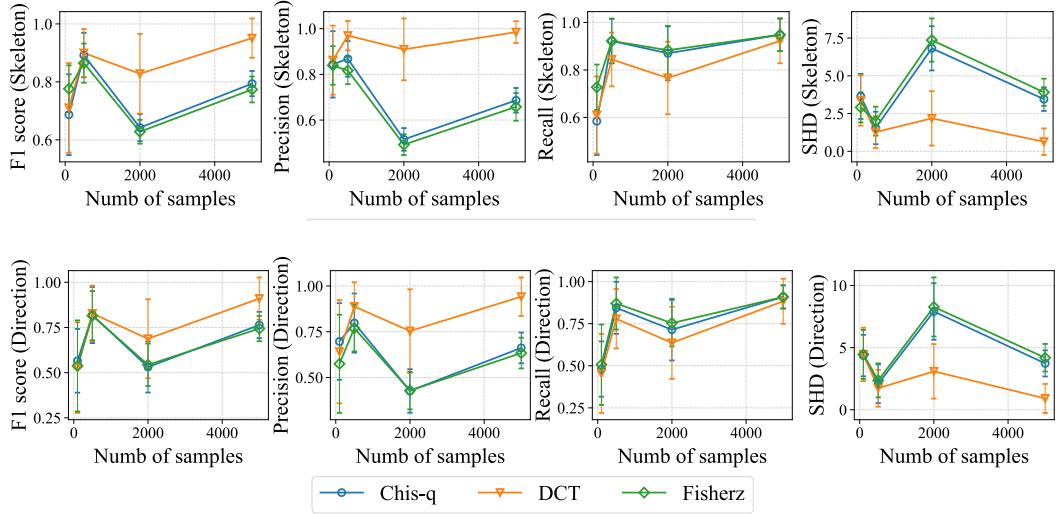 F1 score (Skeleton)
1.0
0.8
0.6
0
2000
4000
Numb of samples
Precision (Skeleton)
1.0
0.8
0.6
0
2000
4000
Numb of samples
Recall (Skeleton)
1.0
0.8
0.6
0
2000
4000
Numb of samples
SHD (Skeleton)
7.5
5.0
2.5
0.0
0
2000
4000
Numb of samples
F1 score (Direction)
1.00
0.75
0.50
0.25
0
2000
4000
Numb of samples
Precision (Direction)
1.00
0.75
0.50
0
2000
4000
Numb of samples
Recall (Direction)
1.00
0.75
0.50
0.25
0
2000
4000
Numb of samples
SHD (Direction)
10
5
0
0
2000
4000
Numb of samples
Chis-q
DCT
Fisherz